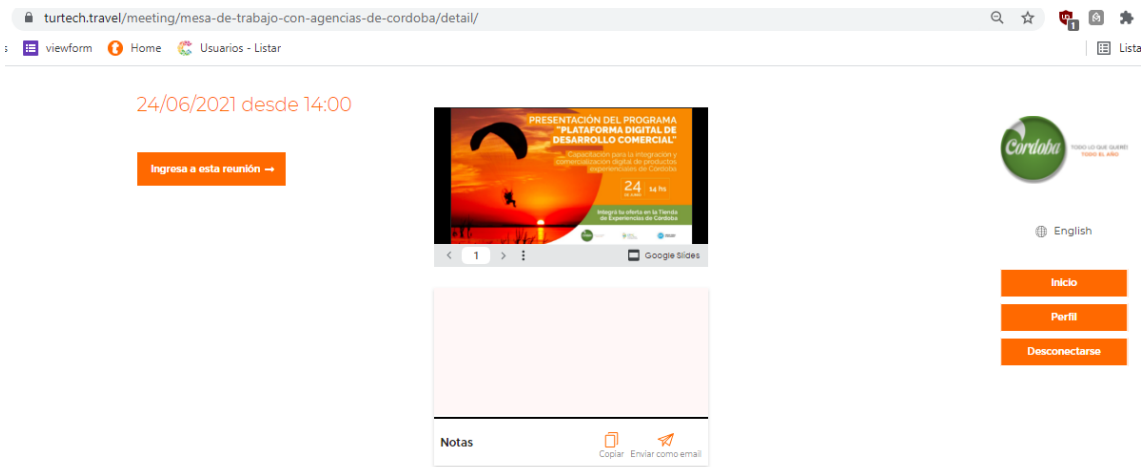 turtech.travel/meeting/mesa-de-trabajo-con-agencias-de-cordoba/detail/
1
s viewform Home Usuarios - Listar Lista
24/06/2021 desde 14:00
Ingresa a esta reunión →
PRESENTACIÓN DEL PROGRAMA
"PLATAFORMA DIGITAL DE
DESARROLLO COMERCIAL"
Capacitación para la integración y
comercialización digital de productos
experienciales de Córdoba
24 14 hs
Integrá tu oferta en la Tienda
de Experiencias de Córdoba
< 1 > Google Slides
Notas
Copiar Enviar como email
Córdoba
TODO LO QUE QUERÉS
TODO EL AÑO
English
Inicio
Perfil
Desconectarse